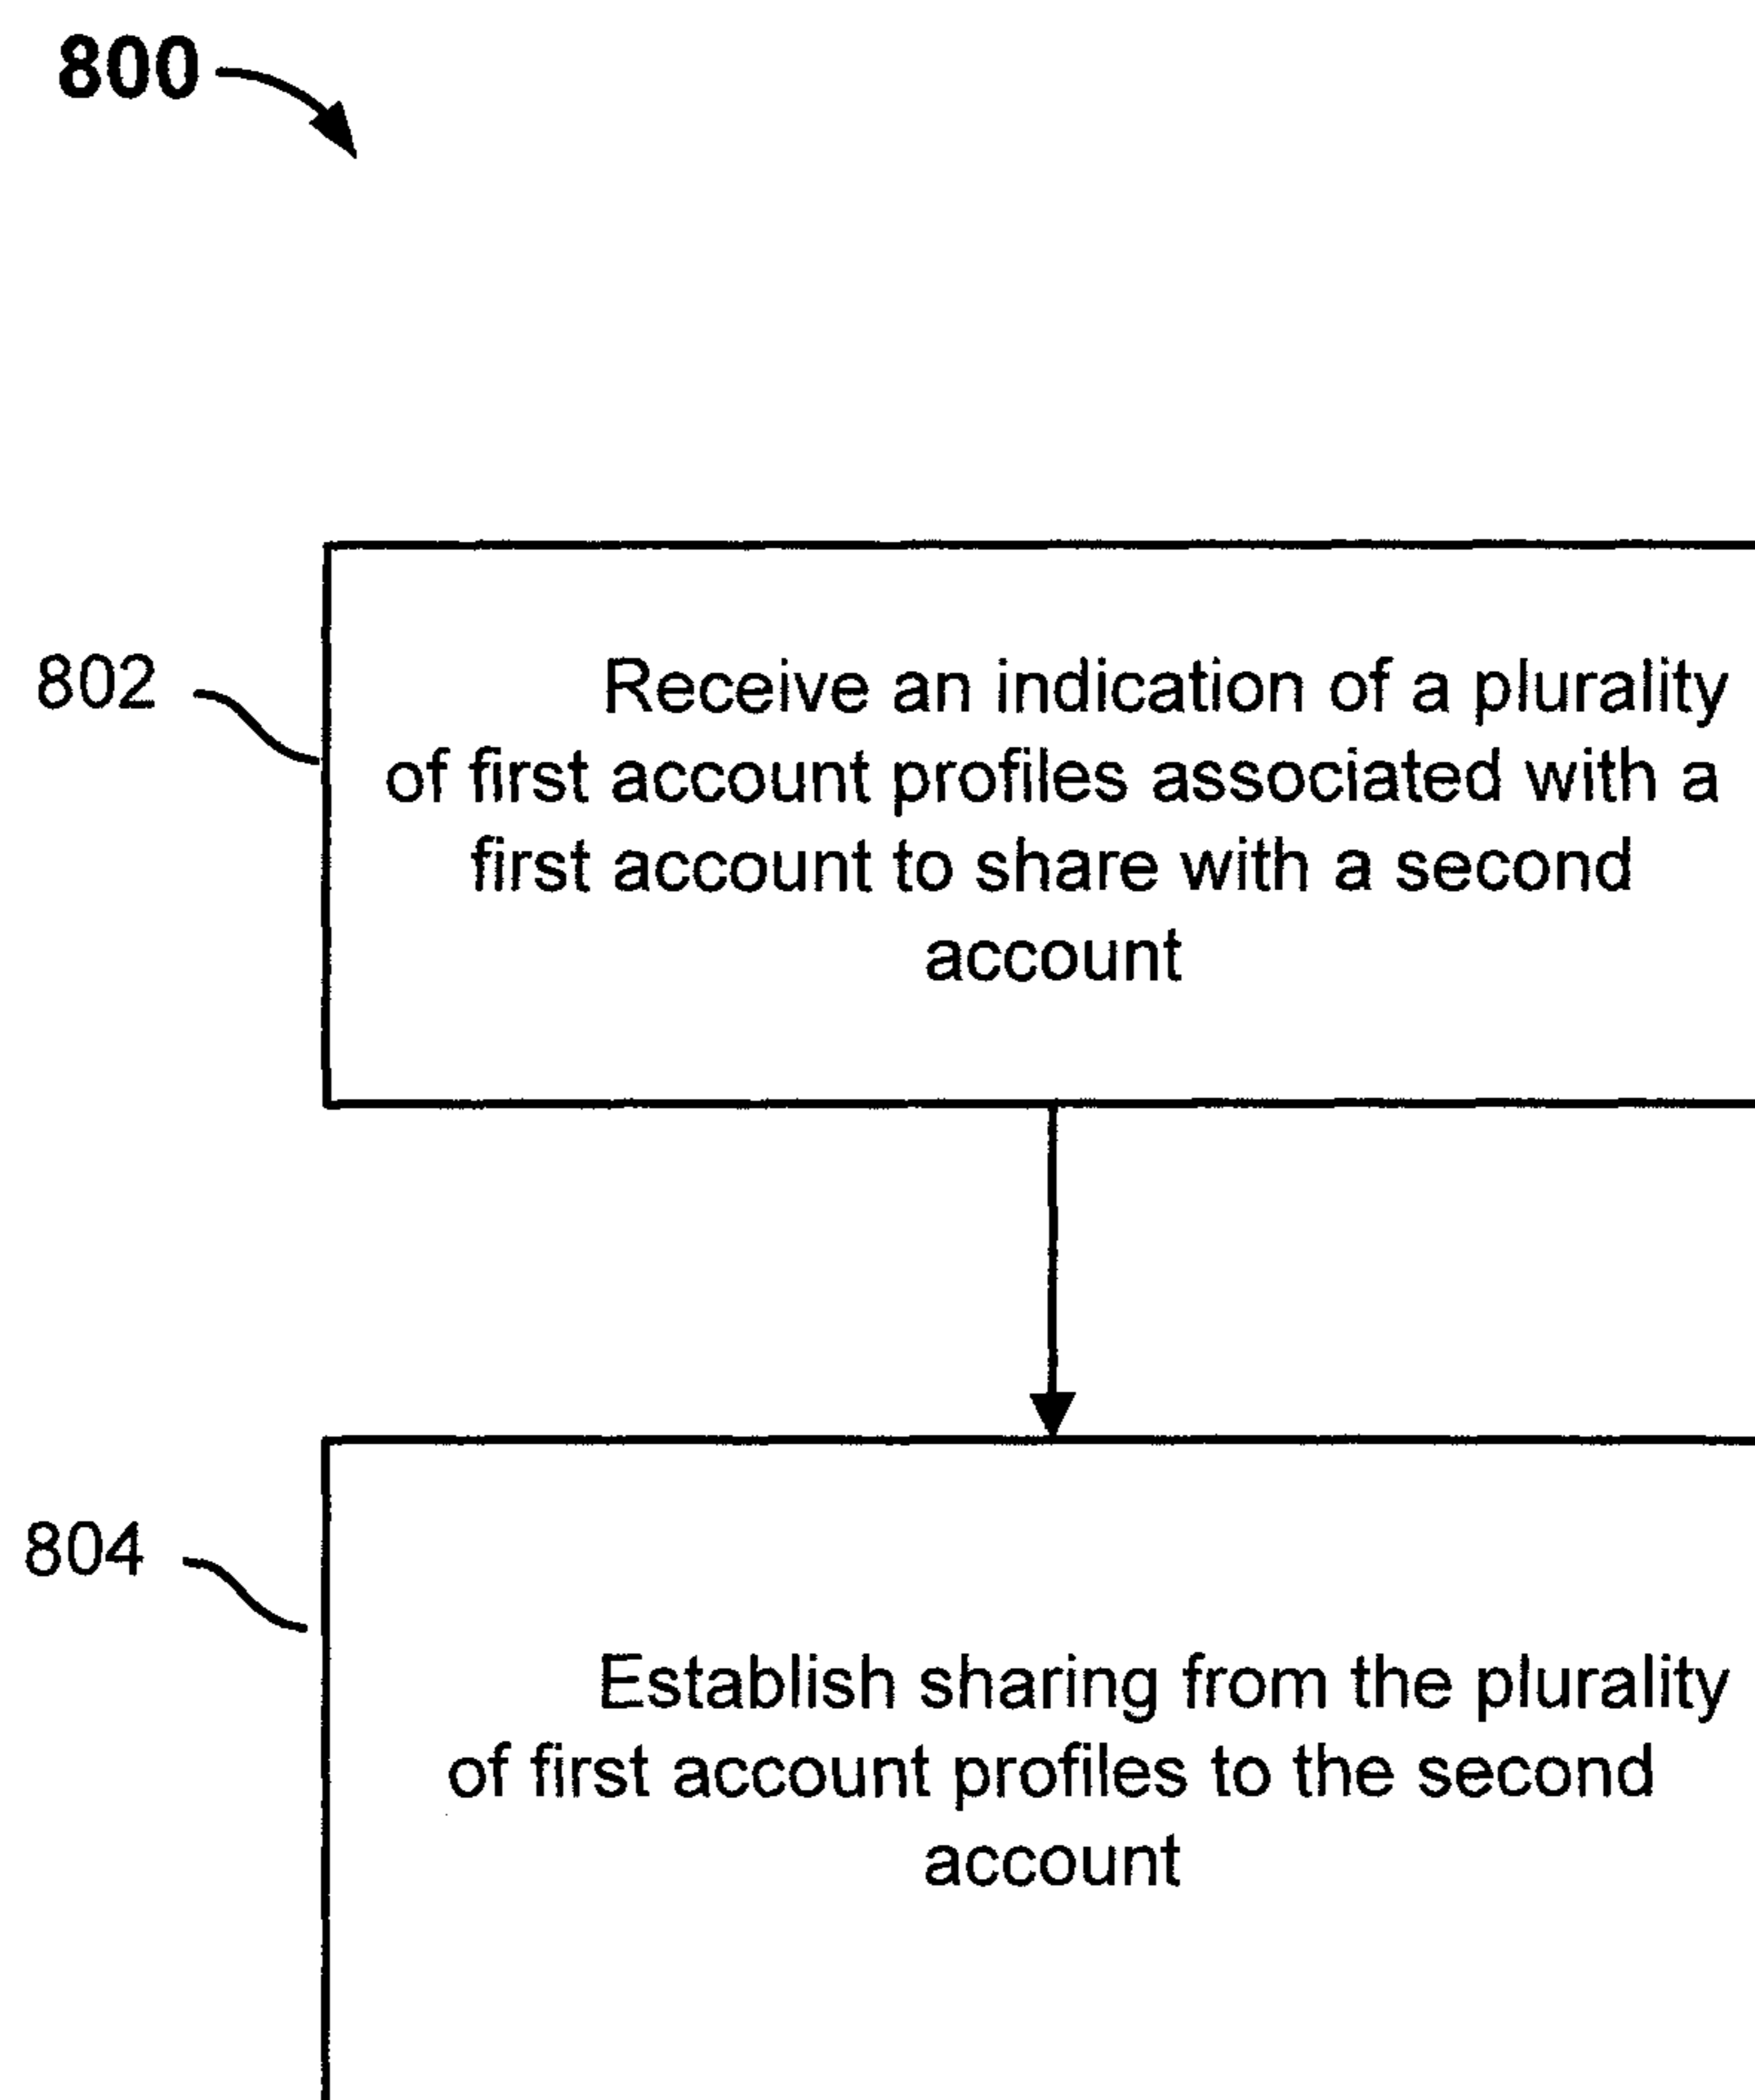 800
802
Receive an indication of a plurality
of first account profiles associated with a
first account to share with a second
account
804
Establish sharing from the plurality
of first account profiles to the second
account